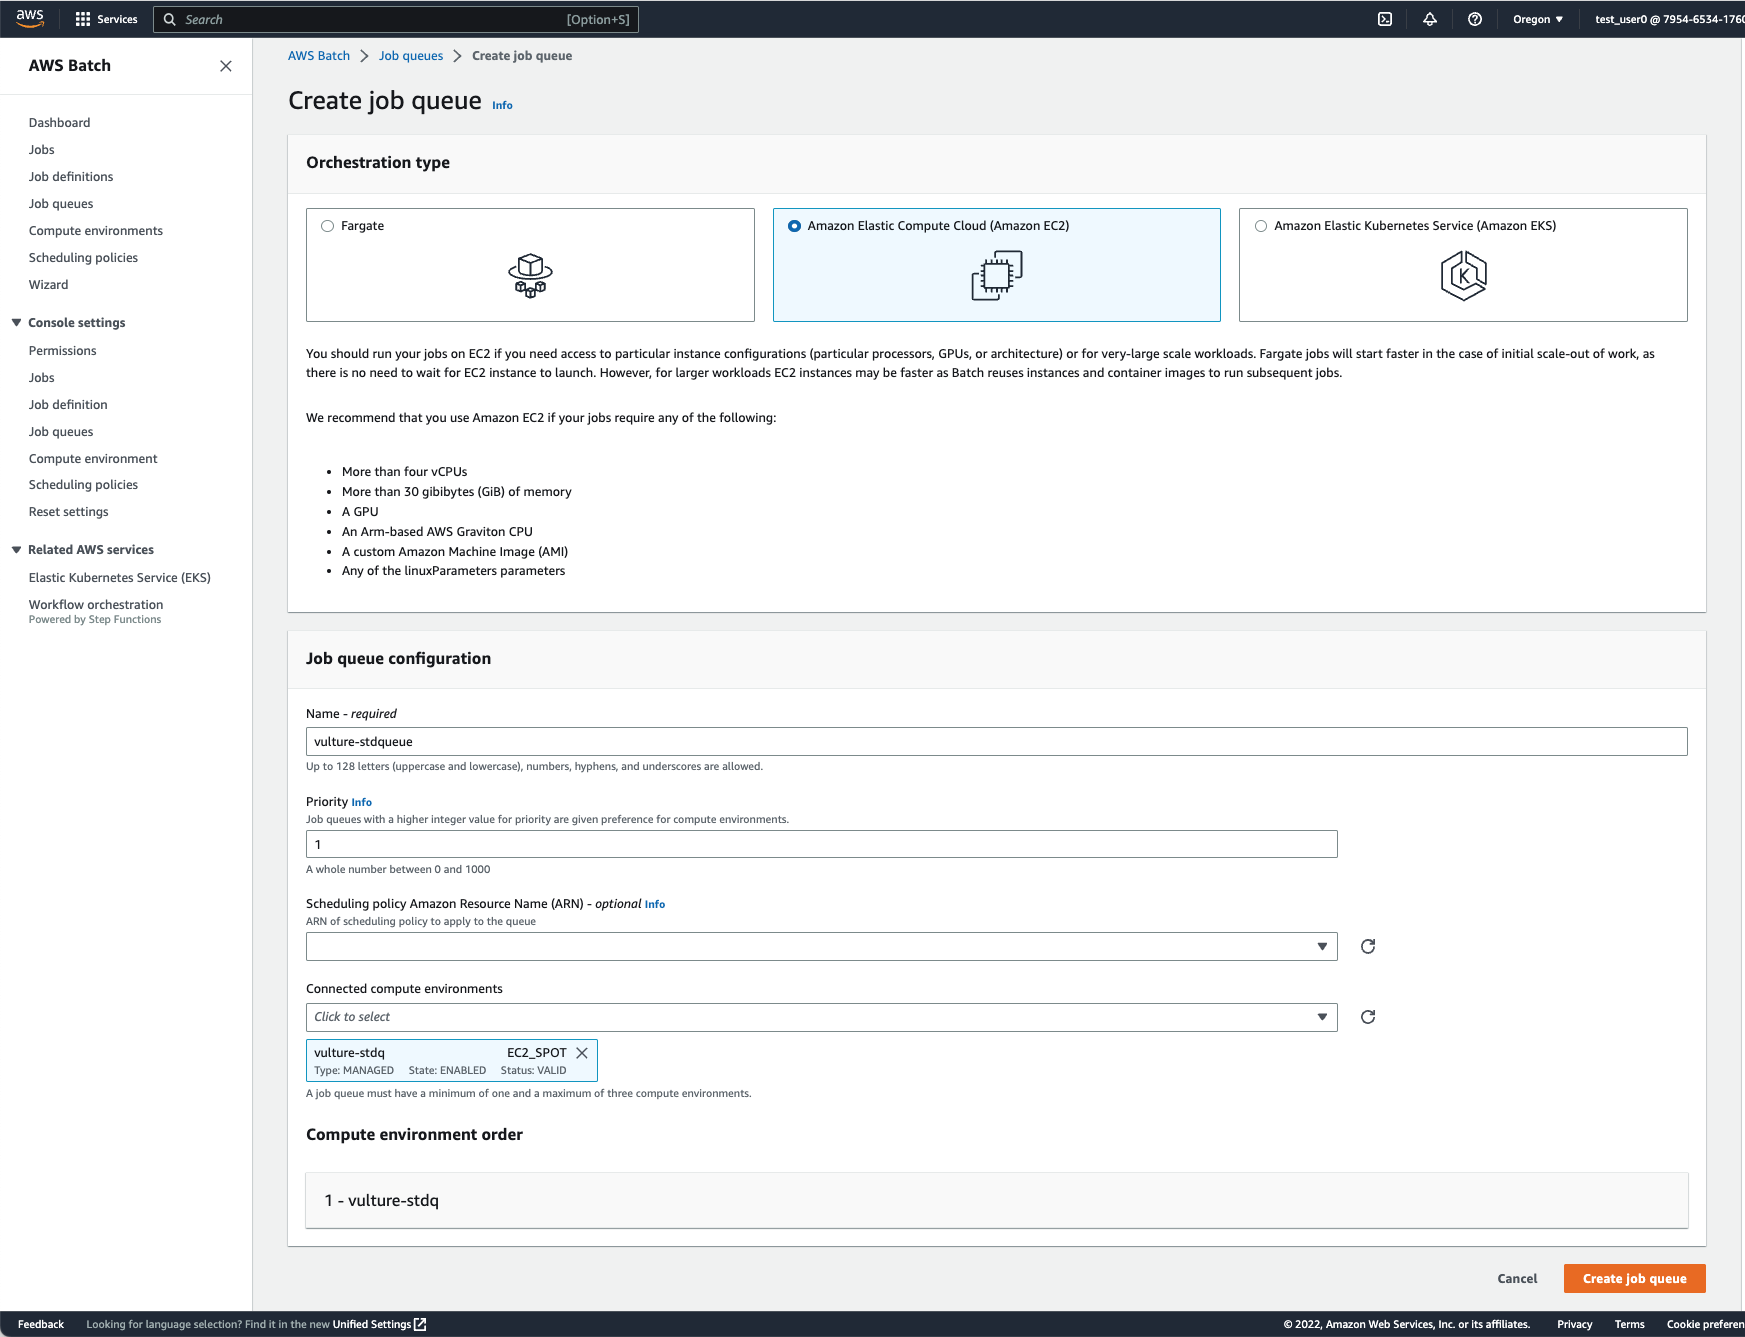 aws
Services
Search
[Option+S]
Oregon ▼
test_user0 @ 7954-6534-1760
AWS Batch
Dashboard
Jobs
Job definitions
Job queues
Compute environments
Scheduling policies
Wizard
Console settings
Permissions
Jobs
Job definition
Job queues
Compute environment
Scheduling policies
Reset settings
Related AWS services
Elastic Kubernetes Service (EKS)
Workflow orchestration
Powered by Step Functions
AWS Batch > Job queues > Create job queue
Create job queue Info
Orchestration type
Fargate
Amazon Elastic Compute Cloud (Amazon EC2)
Amazon Elastic Kubernetes Service (Amazon EKS)
K
You should run your jobs on EC2 if you need access to particular instance configurations (particular processors, GPUs, or architecture) or for very-large scale workloads. Fargate jobs will start faster in the case of initial scale-out of work, as
there is no need to wait for EC2 instance to launch. However, for larger workloads EC2 instances may be faster as Batch reuses instances and container images to run subsequent jobs.
We recommend that you use Amazon EC2 if your jobs require any of the following:
• More than four vCPUs
• More than 30 gibibytes (GiB) of memory
• A GPU
• An Arm-based AWS Graviton CPU
• A custom Amazon Machine Image (AMI)
• Any of the linuxParameters parameters
Job queue configuration
Name - required
vulture-stdqueue
Up to 128 letters (uppercase and lowercase), numbers, hyphens, and underscores are allowed.
Priority Info
Job queues with a higher integer value for priority are given preference for compute environments.
1
A whole number between 0 and 1000
Scheduling policy Amazon Resource Name (ARN) - optional Info
ARN of scheduling policy to apply to the queue
Connected compute environments
Click to select
vulture-stdq EC2_SPOT
Type: MANAGED State: ENABLED Status: VALID
A job queue must have a minimum of one and a maximum of three compute environments.
Compute environment order
1 - vulture-stdq
Cancel
Create job queue
Feedback
Looking for language selection? Find it in the new Unified Settings
© 2022, Amazon Web Services, Inc. or its affiliates.
Privacy
Terms
Cookie preferen